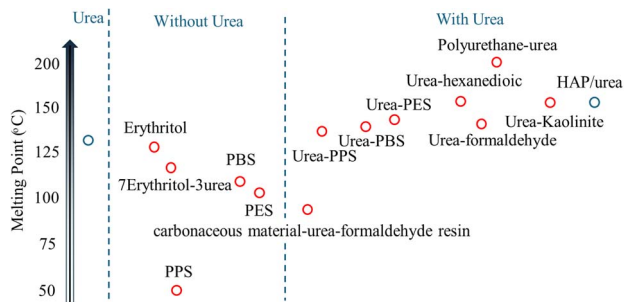 Urea
Without Urea
With Urea
Melting Point (°C)
200
150
125
100
75
50
Erythritol
7Erythritol-3urea
PBS
PES
PPS
Polyurethane-urea
Urea-hexanedioic
HAP/urea
Urea-PES
Urea-Kaolinite
Urea-PBS
Urea-formaldehyde
Urea-PPS
carbonaceous material-urea-formaldehyde resin